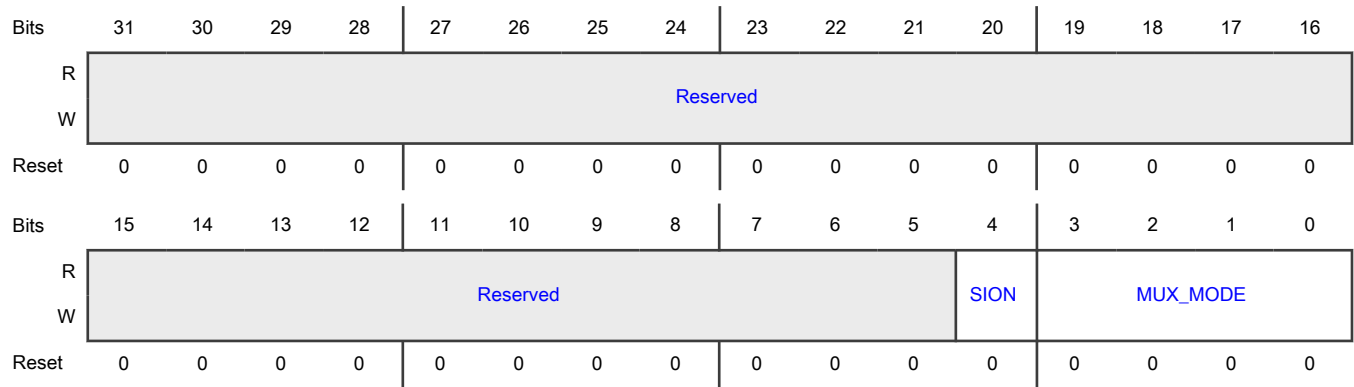 Bits 31 30 29 28 27 26 25 24 23 22 21 20 19 18 17 16
R
Reserved
W
Reset 0 0 0 0 0 0 0 0 0 0 0 0 0 0 0 0
Bits 15 14 13 12 11 10 9 8 7 6 5 4 3 2 1 0
R
Reserved SION MUX_MODE
W
Reset 0 0 0 0 0 0 0 0 0 0 0 0 0 0 0 0